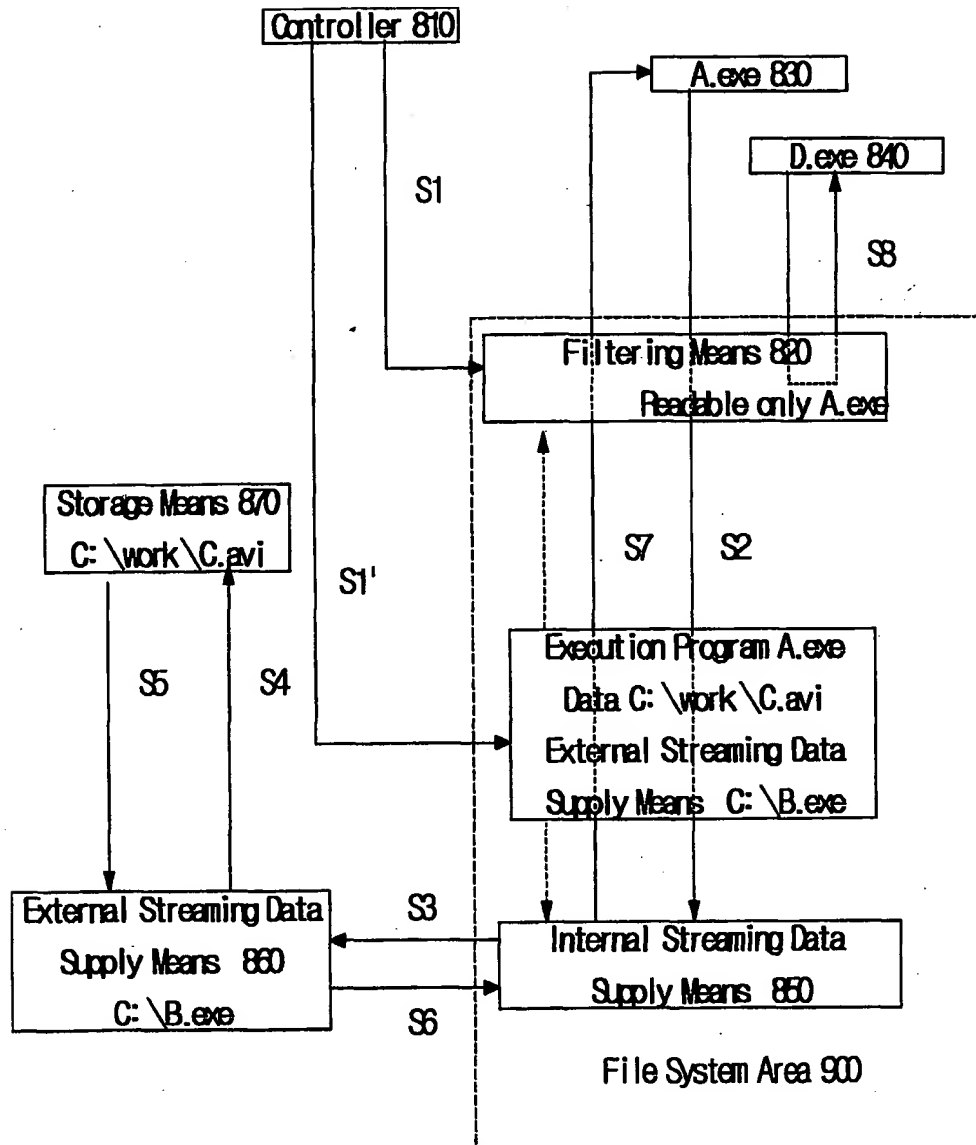 Controller 810
A.exe 830
D.exe 840
S1
S8
Filtering Means 820
Readable only A.exe
Storage Means 870
C:\work\C.avi
S7
S2
S1'
S5
S4
Execution Program A.exe
Data C:\work\C.avi
External Streaming Data
Supply Means C:\B.exe
External Streaming Data
Supply Means 860
C:\B.exe
S3
S6
Internal Streaming Data
Supply Means 850
File System Area 900